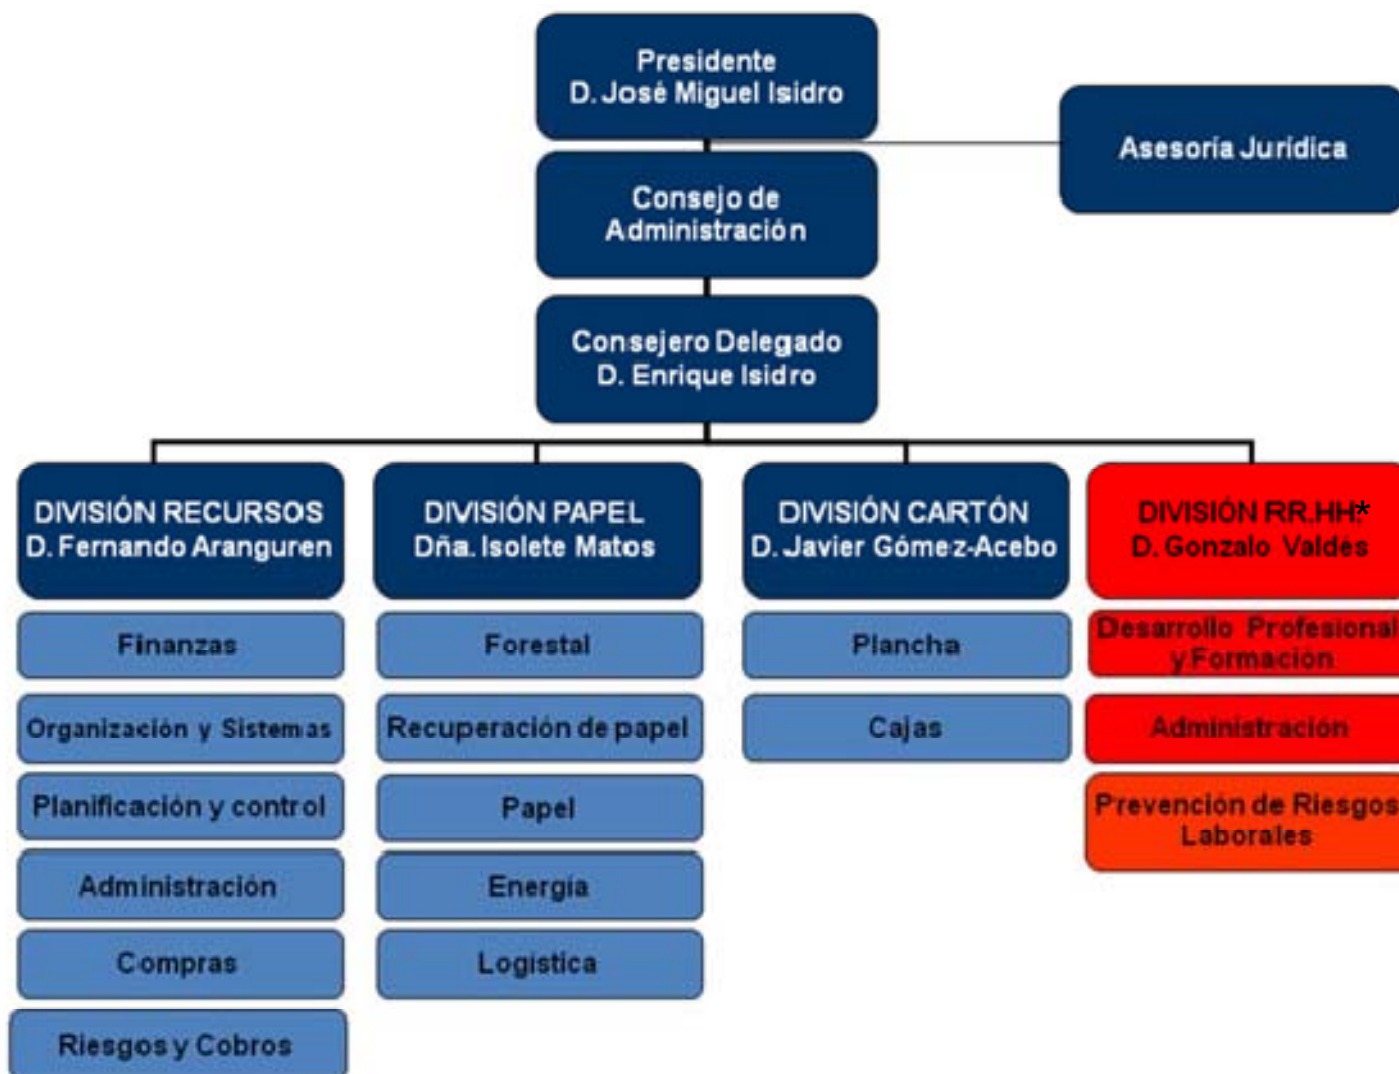 Presidente
D. José Miguel Isidro
Asesoría Jurídica
Consejo de
Administración
Consejero Delegado
D. Enrique Isidro
DIVISIÓN RECURSOS
D. Fernando Aranguren
DIVISIÓN PAPEL
Dña. Isolete Matos
DIVISIÓN CARTÓN
D. Javier Gómez-Acebo
DIVISIÓN RR.HH.*
D. Gonzalo Valdés
Finanzas
Organización y Sistemas
Planificación y control
Administración
Compras
Riesgos y Cobros
Forestal
Recuperación de papel
Papel
Energía
Logística
Plancha
Cajas
Desarrollo Profesional
y Formación
Administración
Prevención de Riesgos
Laborales